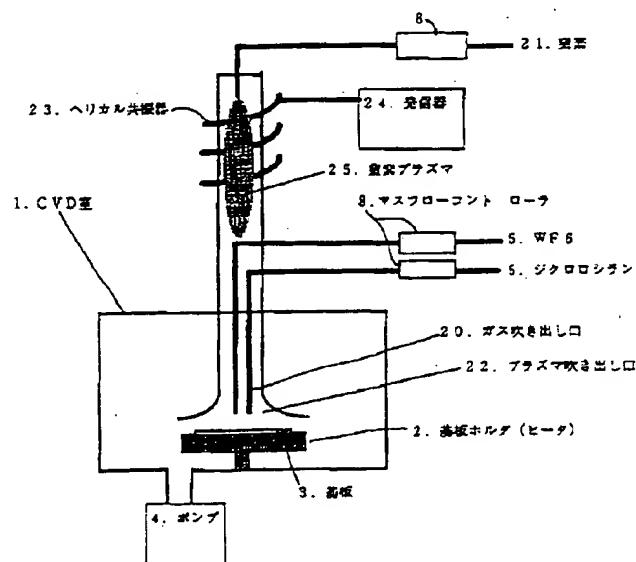 8
21. 窒素
23. ヘリカル共振器
24. 発信器
25. 窒素プラズマ
1. CVD室
8. マスフローコント ローラ
5. WF6
5. ジクロロシラン
20. ガス吹き出し口
22. プラズマ吹き出し口
2. 基板ホルダ (ヒータ)
3. 基板
4. ポンプ